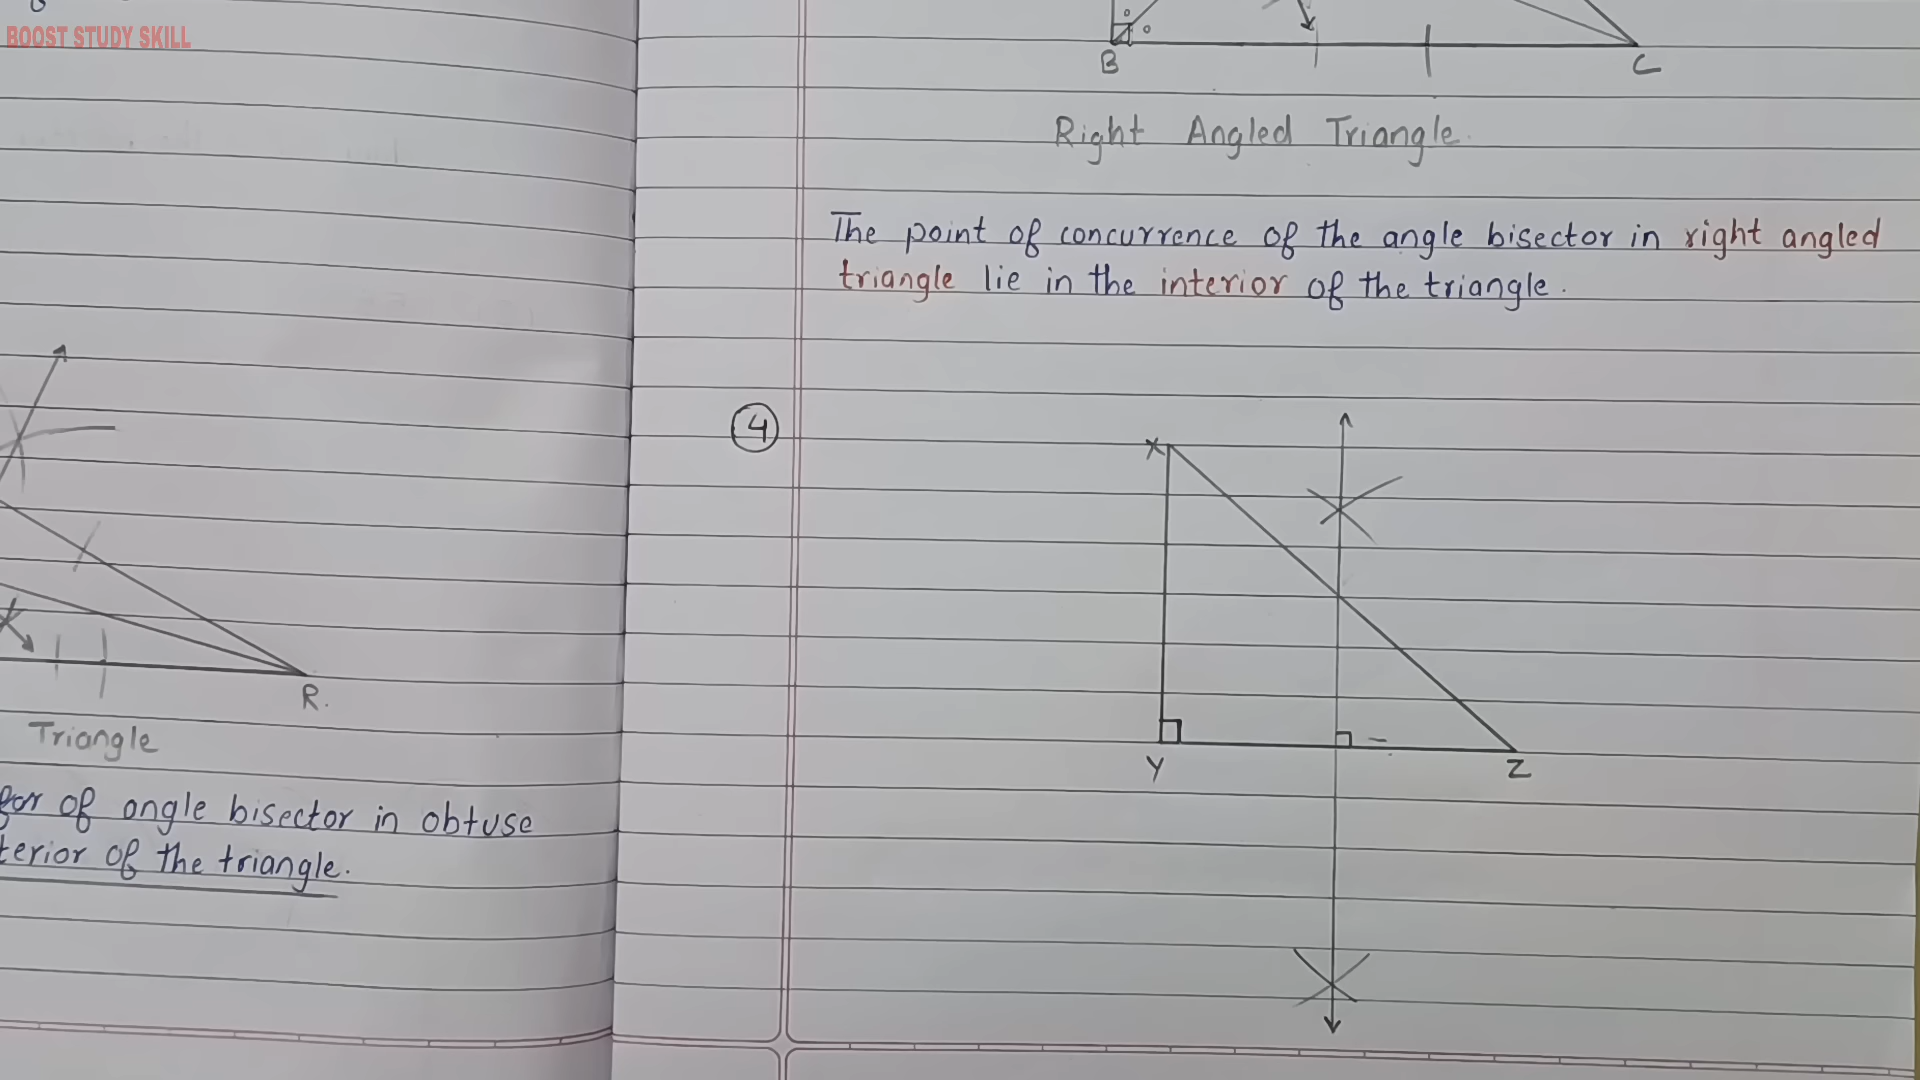 BOOST STUDY SKILL
R.
Triangle
of angle bisector in obtuse
of the triangle.
B
C
Right Angled Triangle.
The point of concurrence of the angle bisector in right angled
triangle lie in the interior of the triangle.
4
X
Y
Z